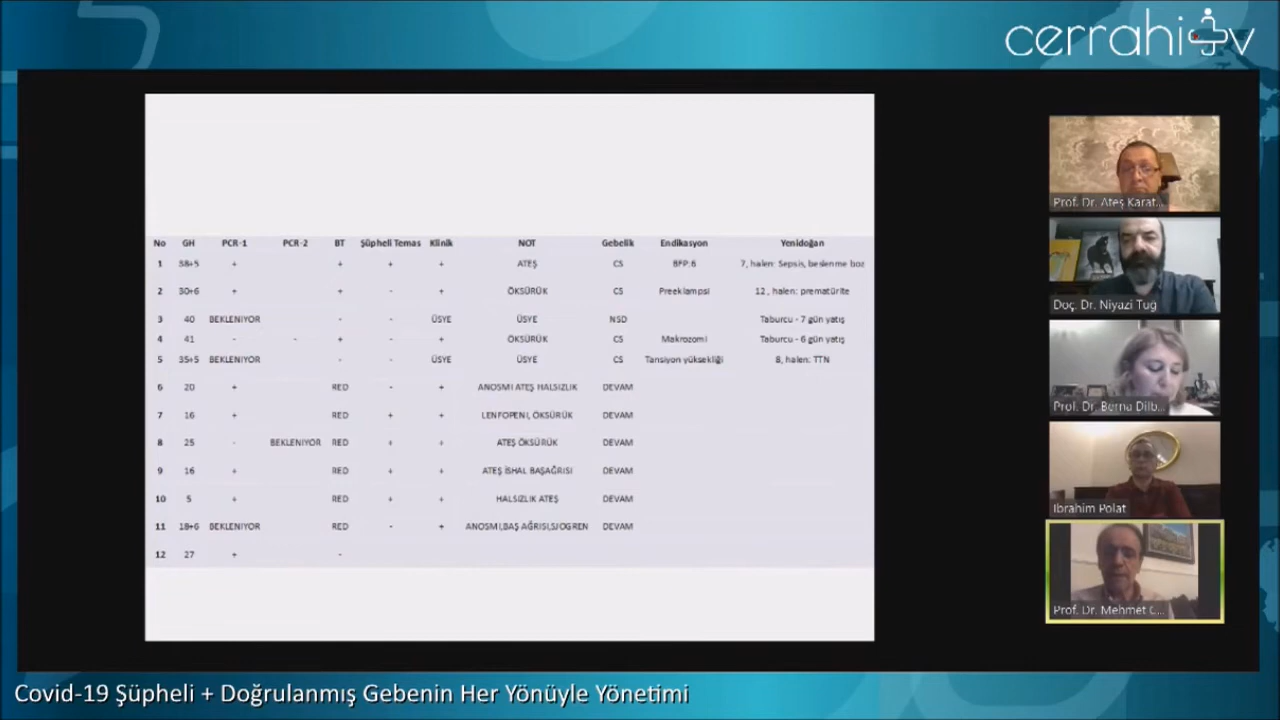 cerrahi tv
No GH PCR-1 PCR-2 BT Şüpheli Temas Klinik NOT Gebelik Endikasyon Yenidoğan
1 38+5 + + + + ATEŞ CS BFP:6 7, halen: Sepsis, beslenme boz
2 30+6 + + - + ÖKSÜRÜK CS Preeklampsi 12 , halen: prematürite
3 40 BEKLENIYOR - - ÜSYE ÜSYE NSD Taburcu - 7 gün yatış
4 41 - - + - + ÖKSÜRÜK CS Makrozomi Taburcu - 6 gün yatış
5 35+5 BEKLENIYOR - - ÜSYE ÜSYE CS Tansiyon yüksekliği 8, halen: TTN
6 20 + RED - + ANOSMI ATEŞ HALSIZLIK DEVAM
7 16 + RED + + LENFOPENI, ÖKSÜRÜK DEVAM
8 25 - BEKLENIYOR RED + + ATEŞ ÖKSÜRÜK DEVAM
9 16 + RED + + ATEŞ İSHAL BAŞAĞRISI DEVAM
10 5 + RED + + HALSIZLIK ATEŞ DEVAM
11 18+6 BEKLENIYOR RED - + ANOSMI,BAŞ AĞRISI,SJOGREN DEVAM
12 27 + -
Prof. Dr. Ateş Karat...
Doç. Dr. Niyazi Tug
Prof. Dr. Berna Dilb...
Ibrahim Polat
Prof. Dr. Mehmet C...
Covid-19 Şüpheli + Doğrulanmış Gebenin Her Yönüyle Yönetimi